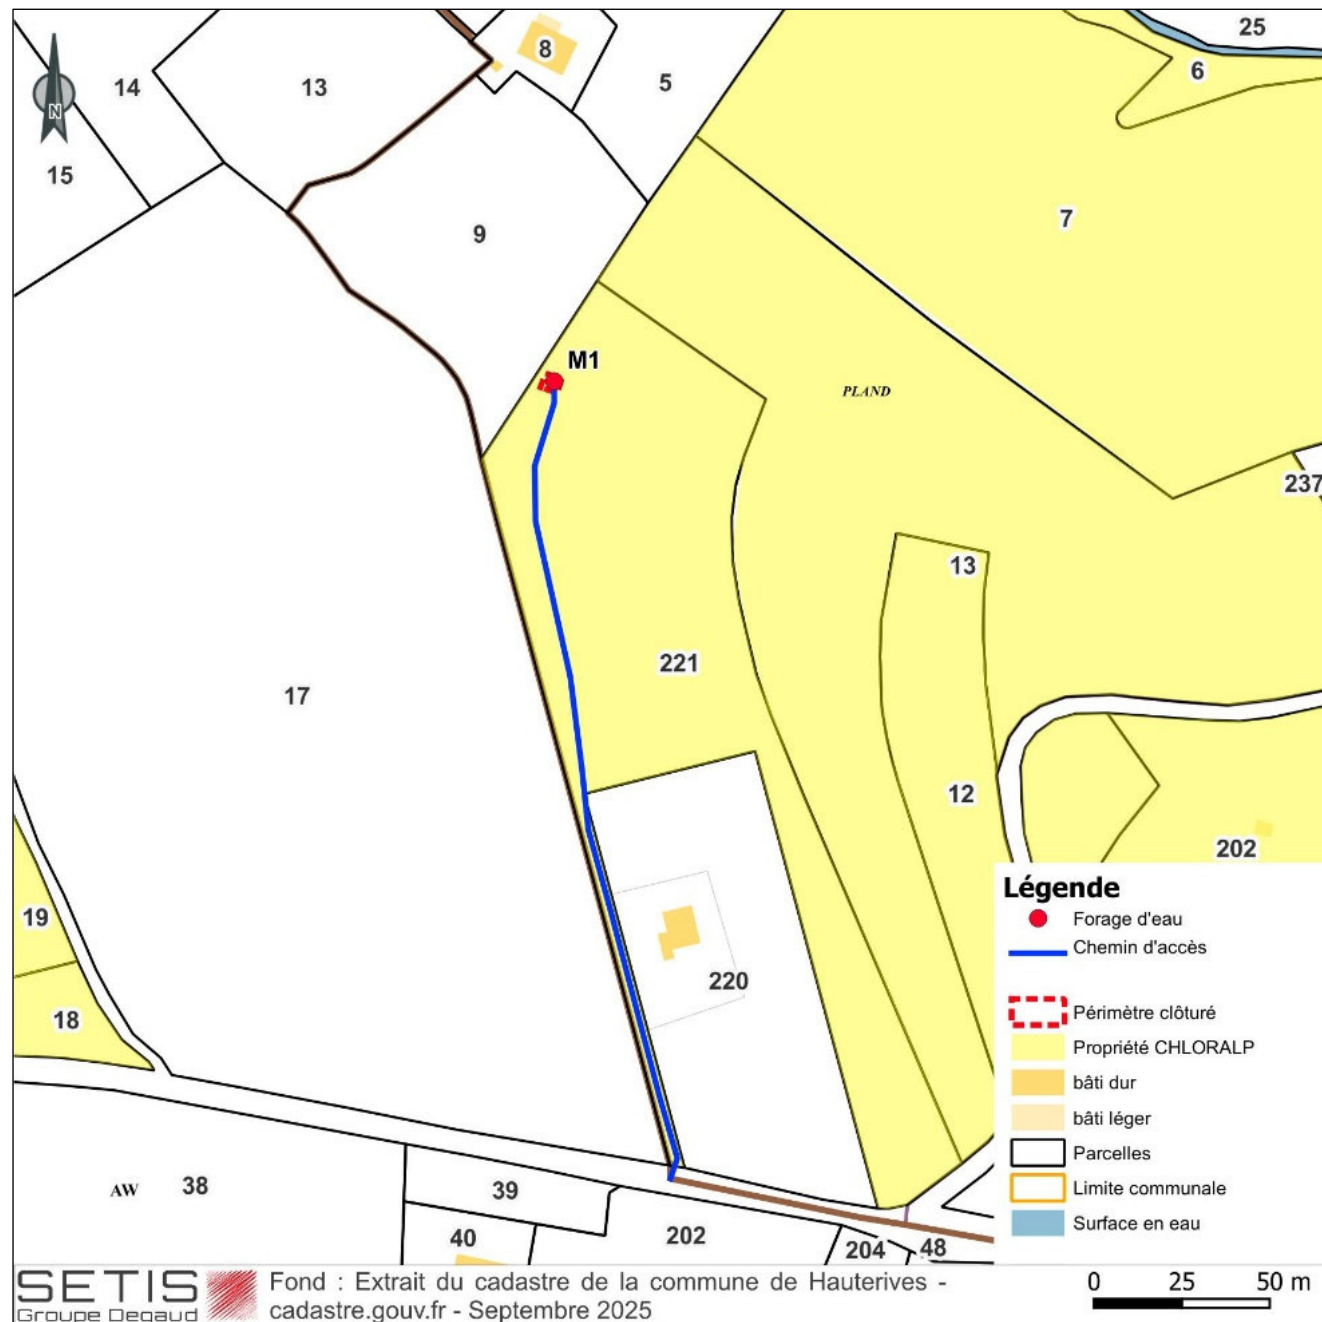 25
8
6
14
13
5
15
7
9
M1
PLAND
237
13
221
17
12
202
19
220
18
Légende
Forage d'eau
Chemin d'accès
Périmètre clôturé
Propriété CHLORALP
bâti dur
bâti léger
Parcelles
Limite communale
Surface en eau
AW
38
39
40
202
204
48
N
SETIS
Groupe Degaud
Fond : Extrait du cadastre de la commune de Hauterives -
cadastre.gouv.fr - Septembre 2025
0 25 50 m